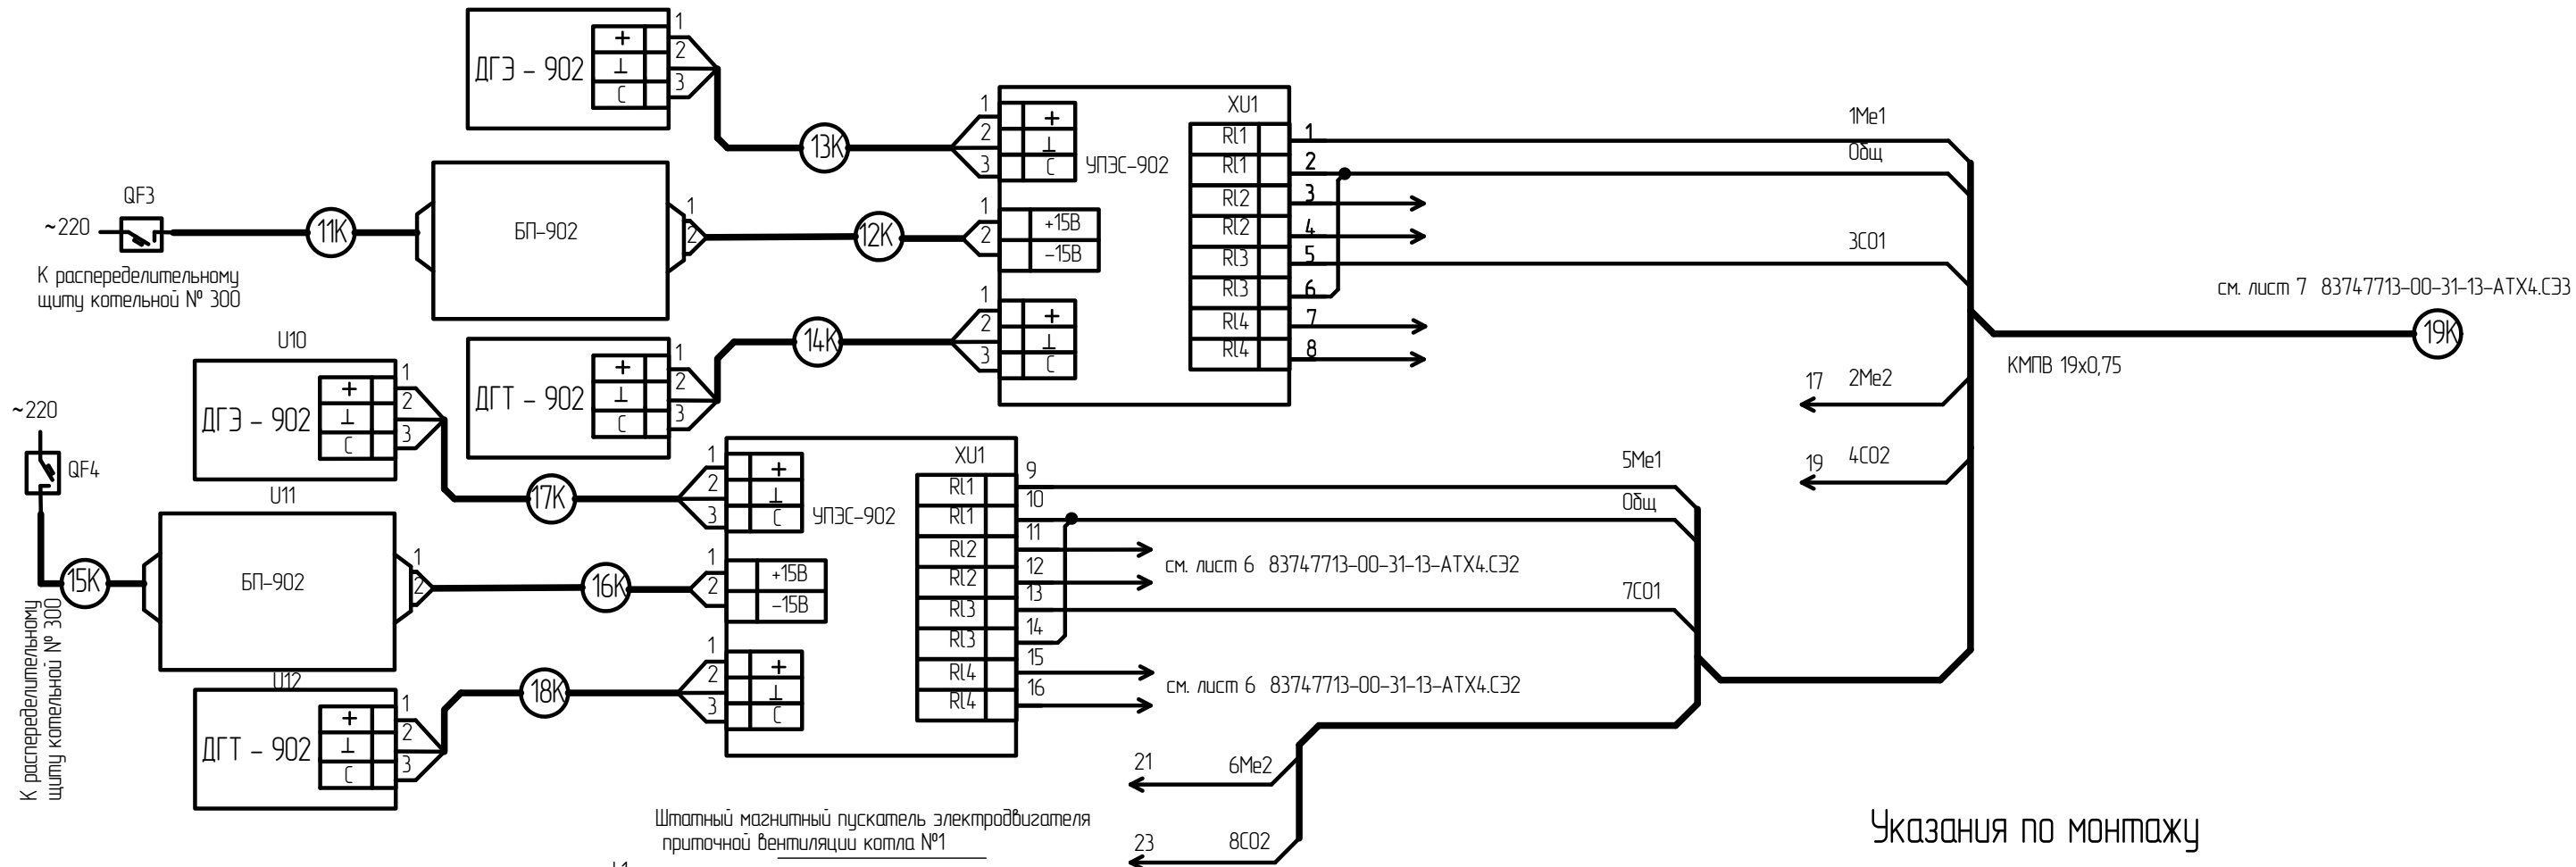 ДГЭ - 902
+
⊥
С
1
2
3
13К
QF3
~220
К распеределительному
щиту котельной № 300
11К
БП-902
1
2
12К
ДГТ - 902
+
⊥
С
1
2
3
14К
1
2
3
+
⊥
С
УПЭС-902
1
2
+15В
-15В
1
2
3
+
⊥
С
XU1
Rl1 1
Rl1 2
Rl2 3
Rl2 4
Rl3 5
Rl3 6
Rl4 7
Rl4 8
1Ме1
Общ
3СО1
17 2Ме2
19 4СО2
КМПВ 19х0,75
см. лист 7 83747713-00-31-13-АТХ4.СЭ3
19К
U10
ДГЭ - 902
+
⊥
С
1
2
3
17К
~220
QF4
К распеределительному
щиту котельной № 300
15К
U11
БП-902
1
2
16К
U12
ДГТ - 902
+
⊥
С
1
2
3
18К
1
2
3
+
⊥
С
УПЭС-902
1
2
+15В
-15В
1
2
3
+
⊥
С
XU1
Rl1 9
Rl1 10
Rl2 11
Rl2 12
Rl3 13
Rl3 14
Rl4 15
Rl4 16
5Ме1
Общ
см. лист 6 83747713-00-31-13-АТХ4.СЭ2
7СО1
см. лист 6 83747713-00-31-13-АТХ4.СЭ2
21 6Ме2
23 8СО2
Штатный магнитный пускатель электродвигателя
приточной вентиляции котла №1
Указания по монтажу